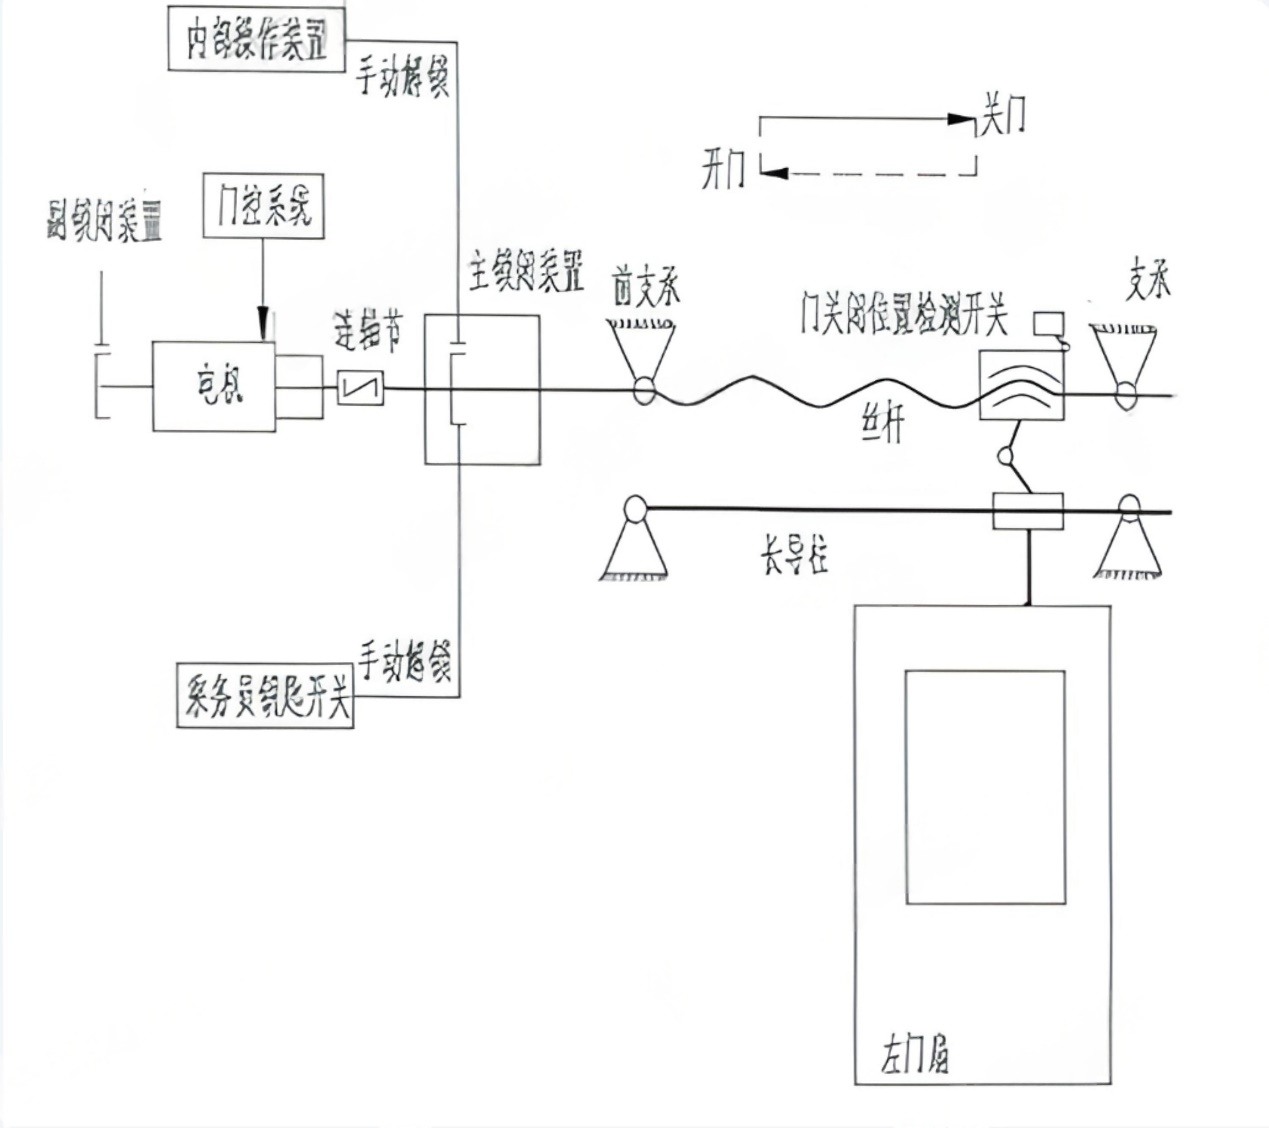 内部操作装置
手动解锁
关门
开门
门控系统
副锁闭装置
主锁闭装置
前支承
支承
门关闭位置检测开关
连轴节
电机
丝杆
长导柱
手动解锁
乘务员钥匙开关
左门扇